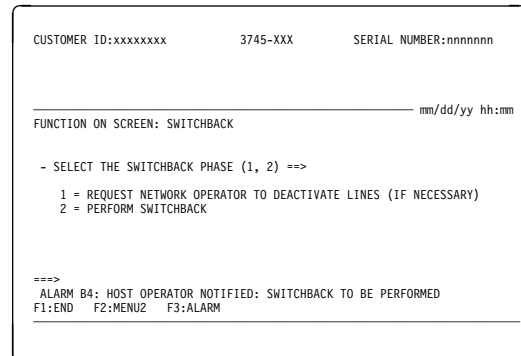 CUSTOMER ID:xxxxxxxx 3745-XXX SERIAL NUMBER:nnnnnnn
mm/dd/yy hh:mm
FUNCTION ON SCREEN: SWITCHBACK
- SELECT THE SWITCHBACK PHASE (1, 2) ==>
1 = REQUEST NETWORK OPERATOR TO DEACTIVATE LINES (IF NECESSARY)
2 = PERFORM SWITCHBACK
===>
ALARM B4: HOST OPERATOR NOTIFIED: SWITCHBACK TO BE PERFORMED
F1:END F2:MENU2 F3:ALARM